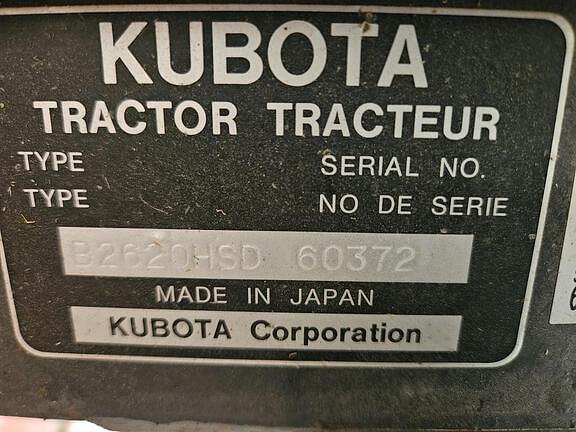 KUBOTA
TRACTOR TRACTEUR
TYPE SERIAL NO.
TYPE NO DE SERIE
B2620HSD 60372
MADE IN JAPAN
KUBOTA Corporation